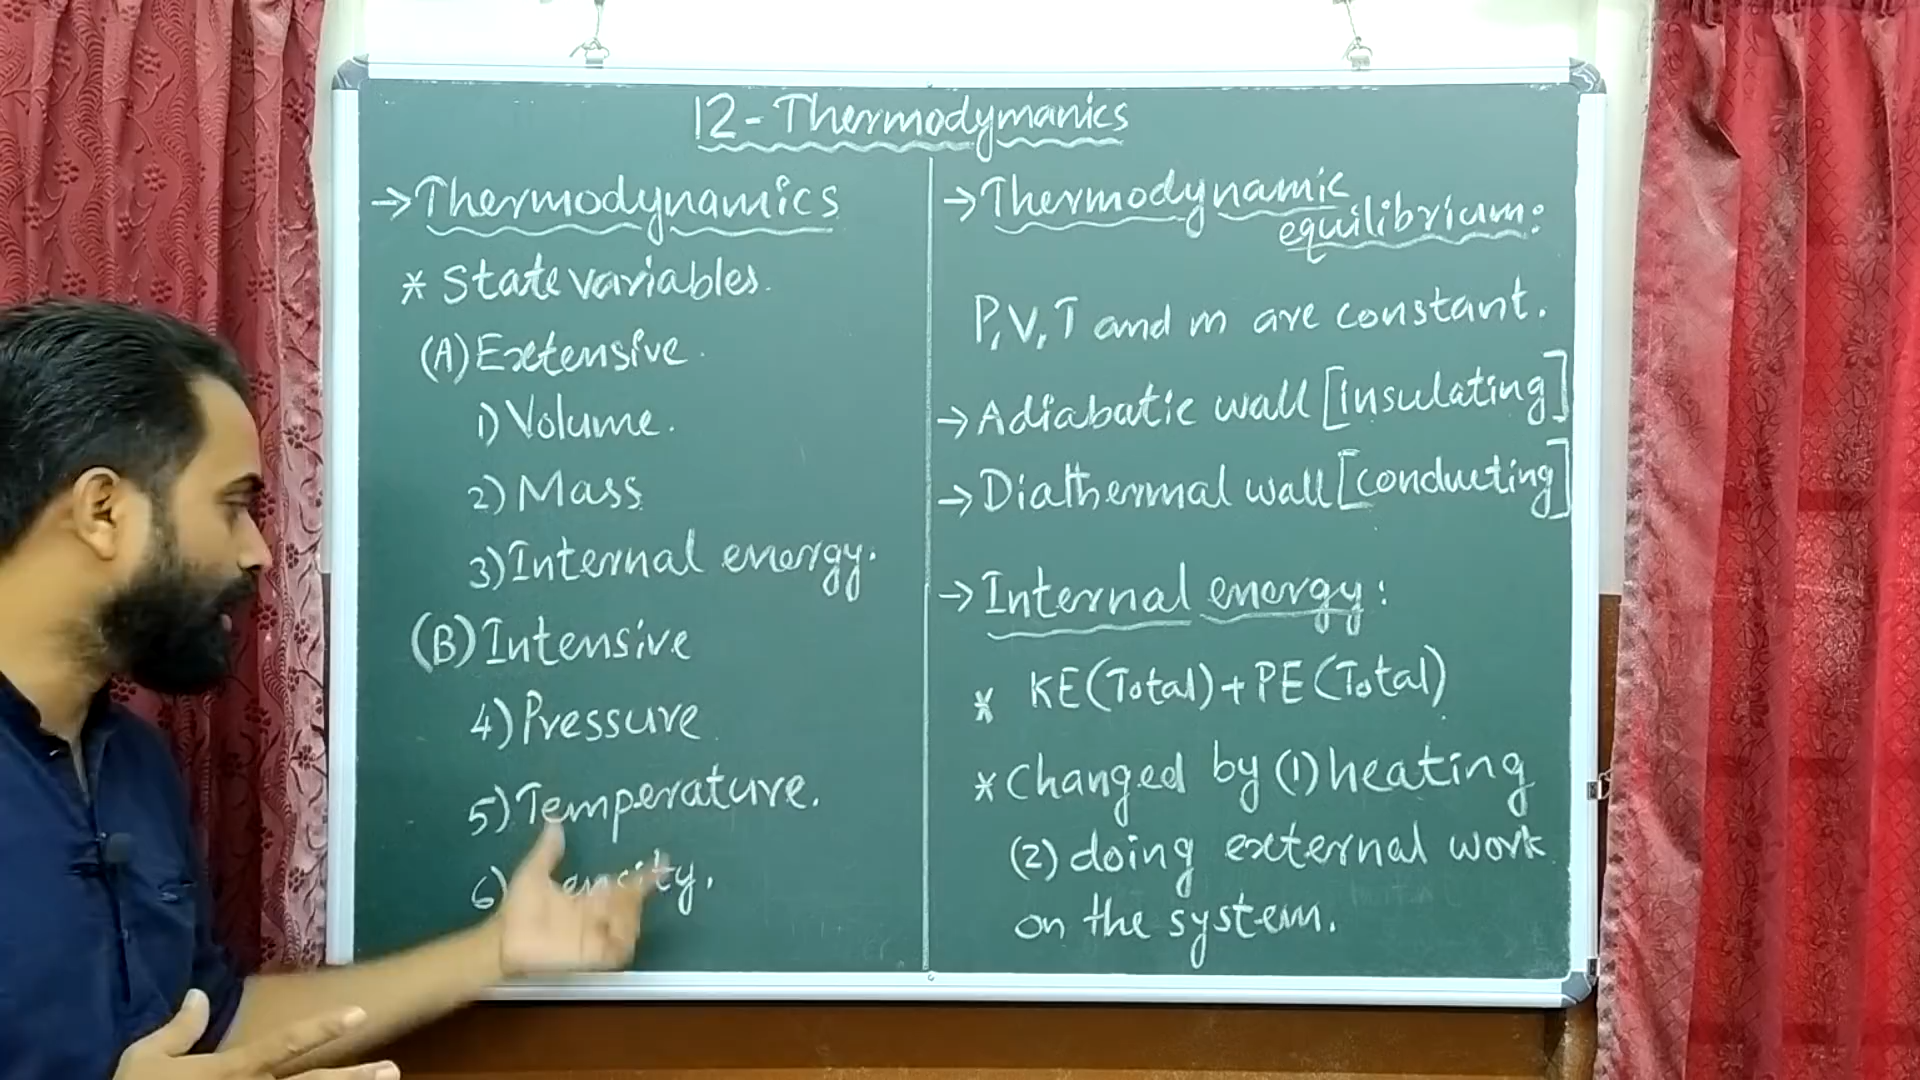 12-Thermodymanics
→Thermodynamics
* State variables.
(A) Extensive.
1) Volume.
2) Mass
3) Internal energy.
(B) Intensive
4) Pressure
5) Temperature.
6)
→Thermodynamic
equilibrium:
P, V, T and m are constant.
→Adiabatic wall [insulating]
→Diathermal wall [conducting]
→Internal energy:
* KE(Total)+PE(Total)
* Changed by (1) heating
(2) doing external work
on the system.